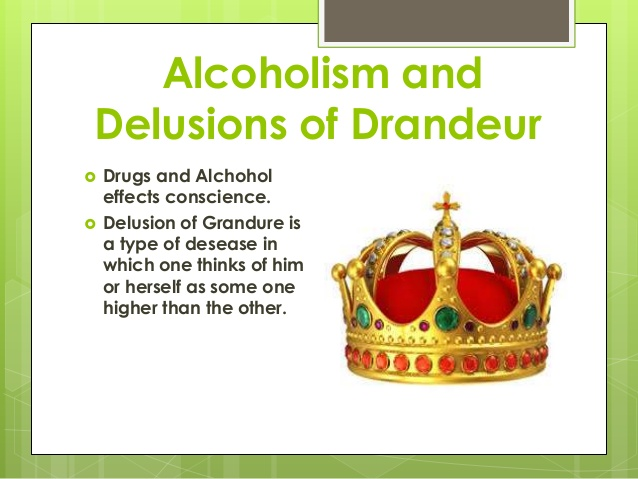 Alcoholism and
Delusions of Drandeur
Drugs and Alchohol
effects conscience.
Delusion of Grandure is
a type of desease in
which one thinks of him
or herself as some one
higher than the other.